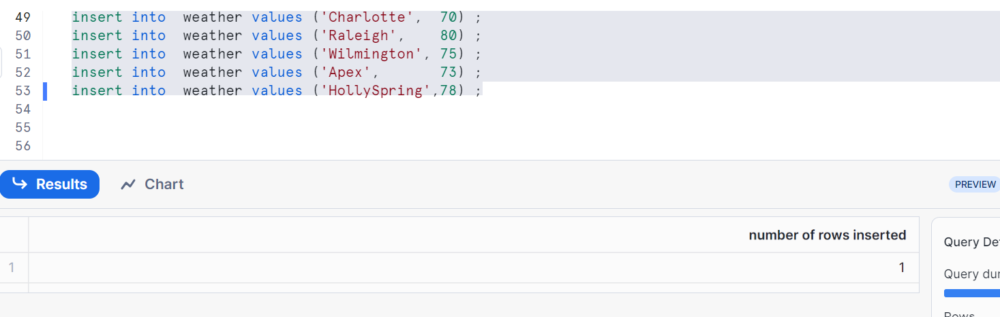 49 insert into  weather values ('Charlotte',  70) ;
50 insert into  weather values ('Raleigh',    80) ;
51 insert into  weather values ('Wilmington', 75) ;
52 insert into  weather values ('Apex',       73) ;
53 insert into  weather values ('HollySpring',78) ;
54
55
56
Results Chart PREVIEW
number of rows inserted
Query De
1 1
Query dur
Rows